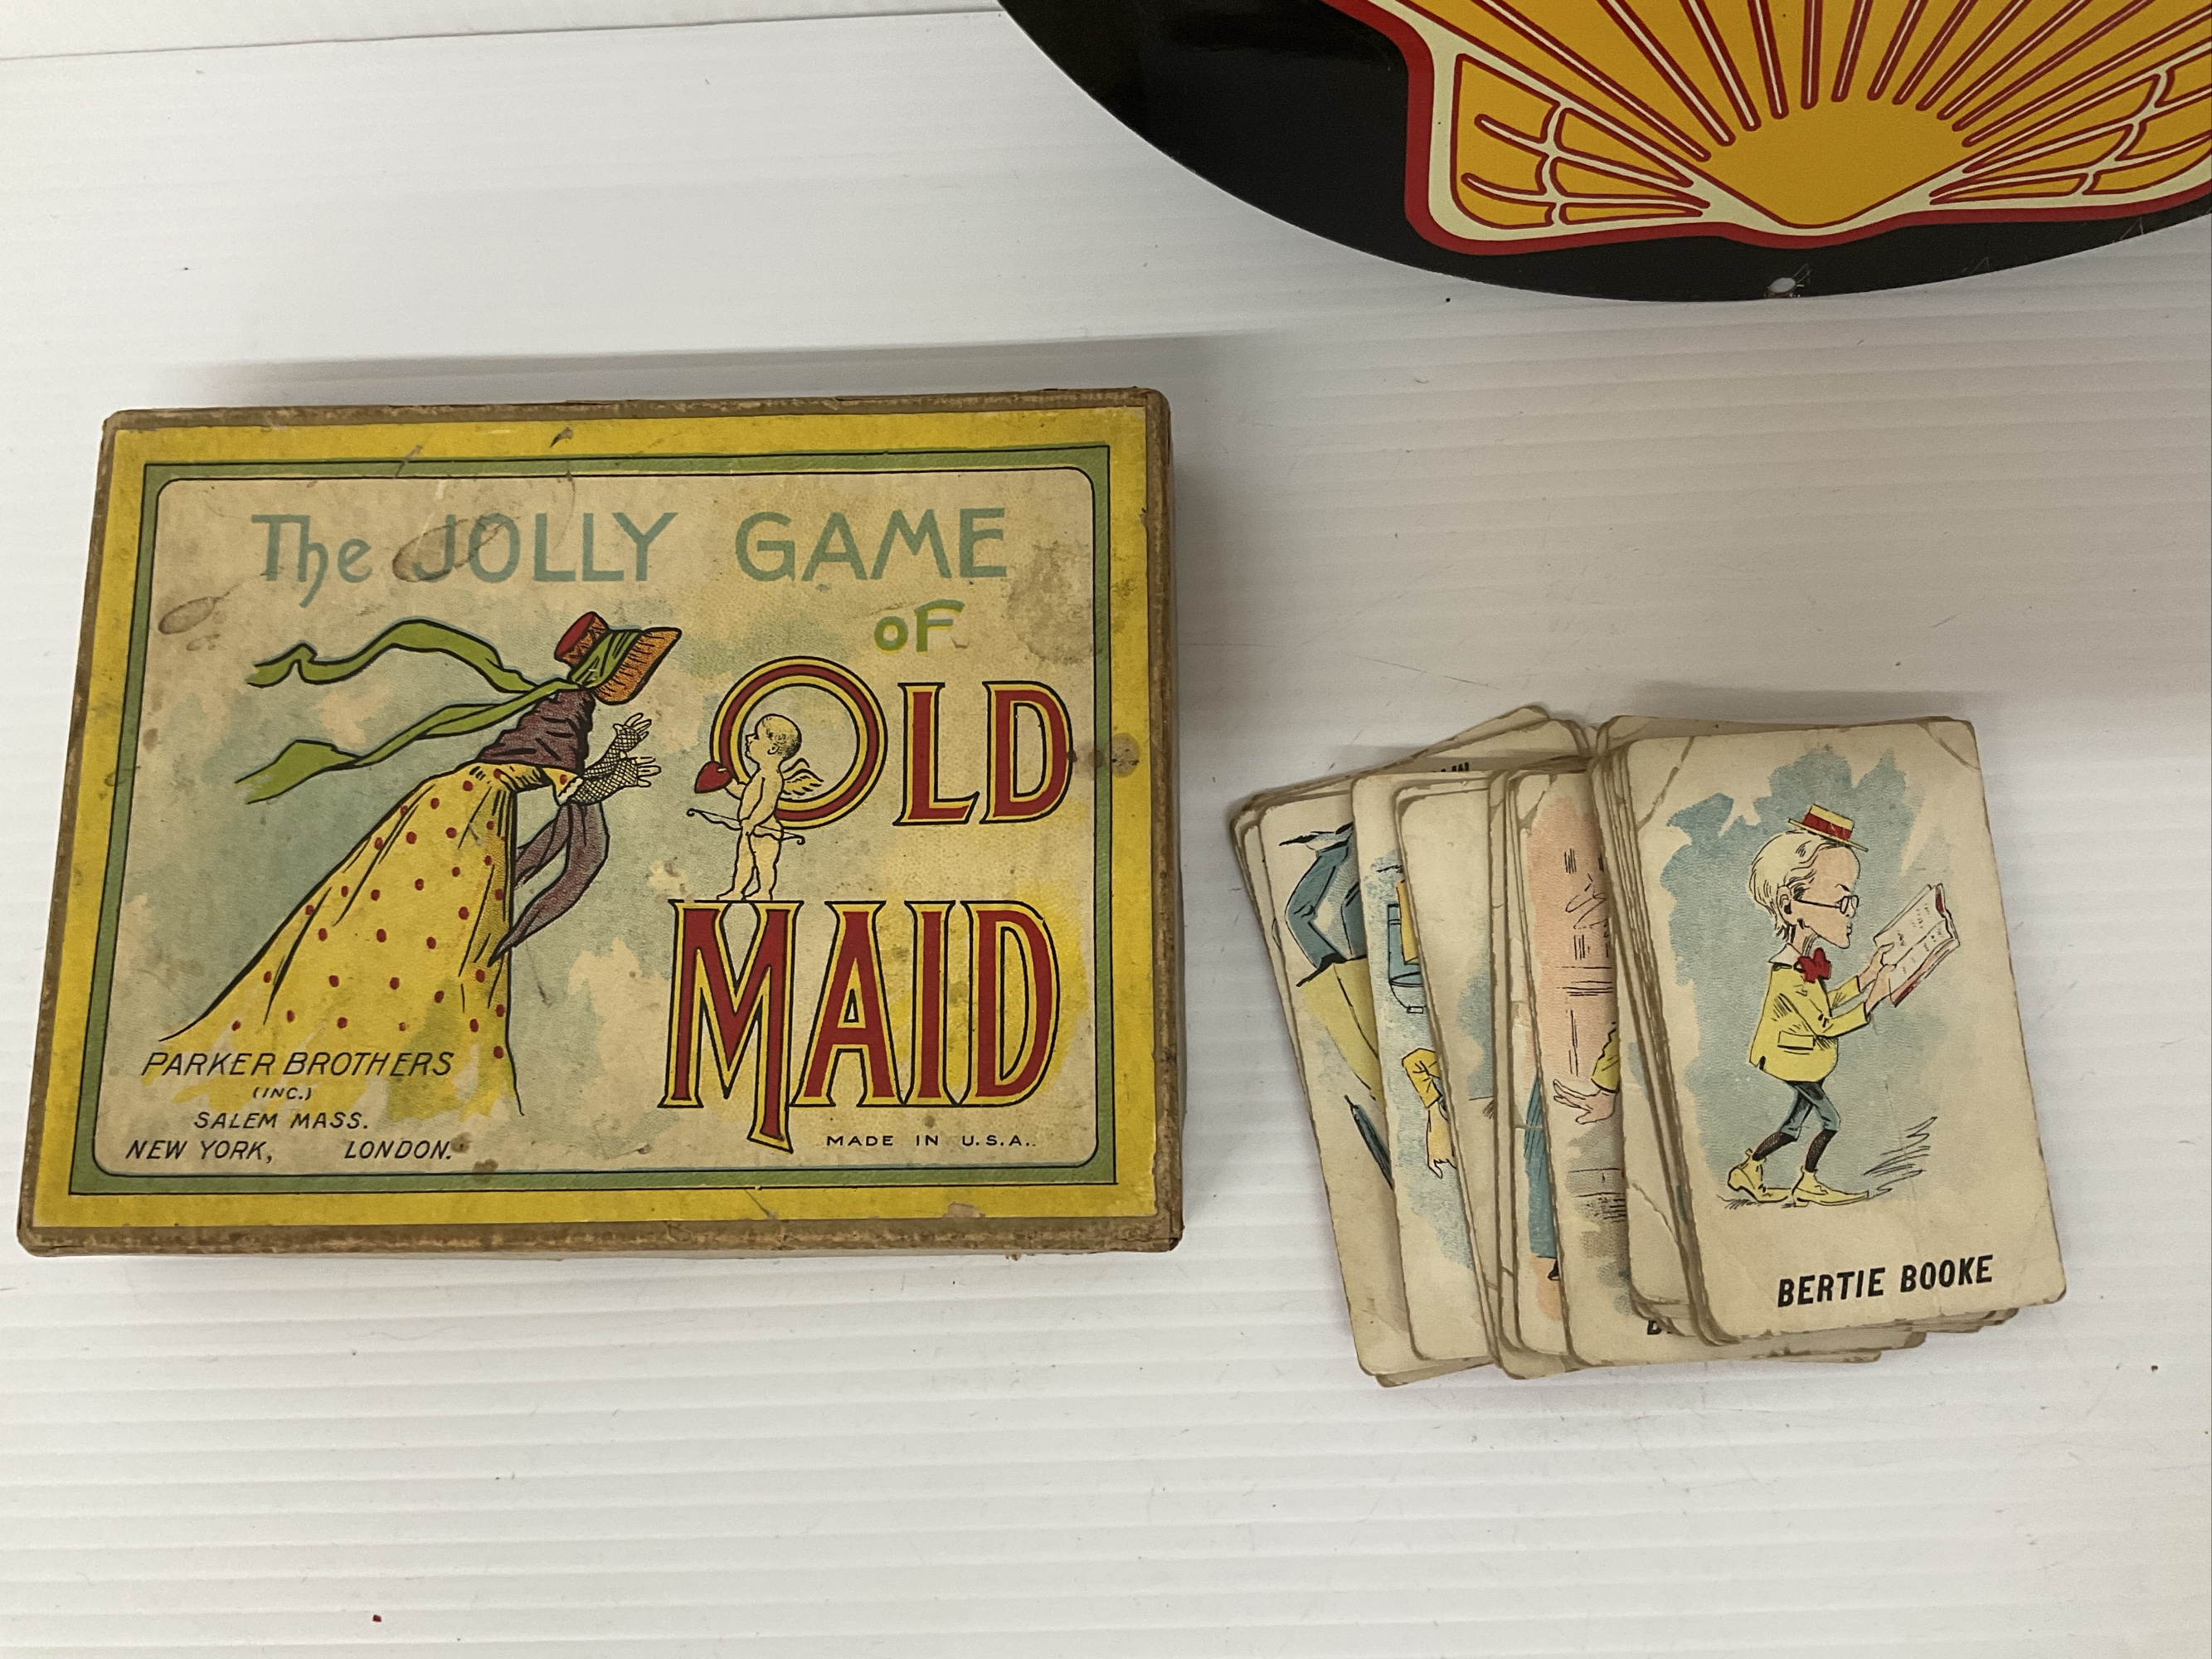 The JOLLY GAME
OF
OLD
MAID
PARKER BROTHERS
(INC.)
SALEM MASS.
NEW YORK, LONDON.
MADE IN U.S.A.
BERTIE BOOKE